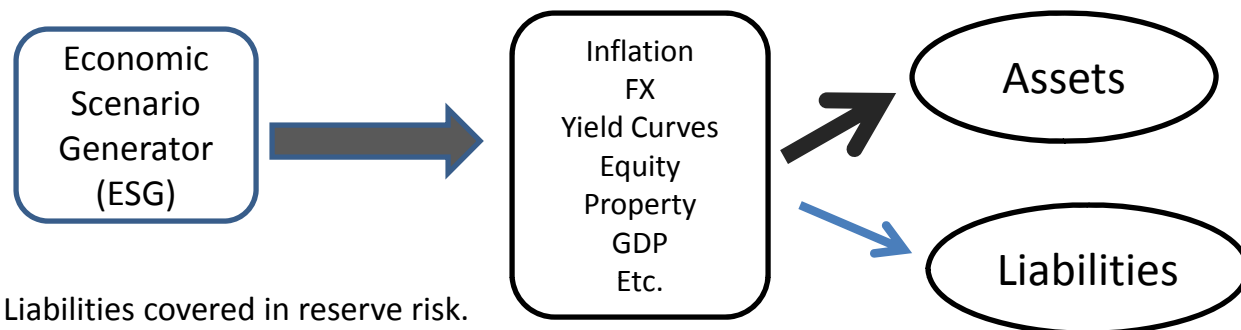 Economic
Scenario
Generator
(ESG)
Inflation
FX
Yield Curves
Equity
Property
GDP
Etc.
Assets
Liabilities
Liabilities covered in reserve risk.